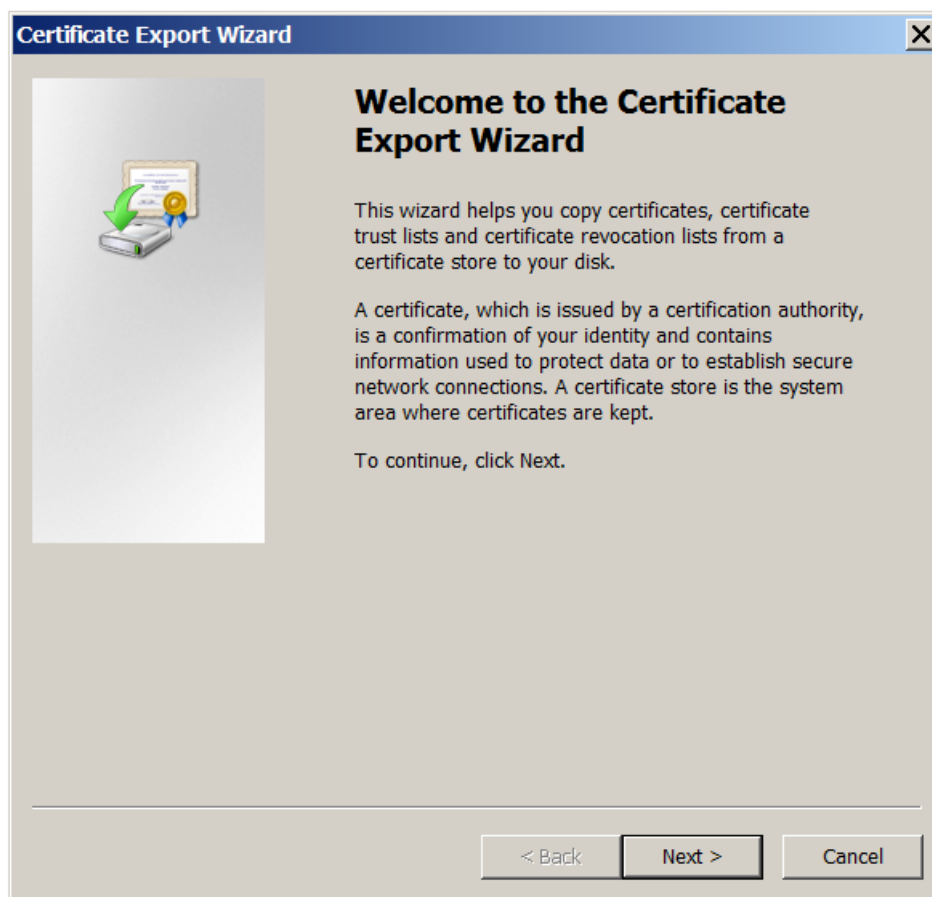 Certificate Export Wizard
Welcome to the Certificate
Export Wizard
This wizard helps you copy certificates, certificate
trust lists and certificate revocation lists from a
certificate store to your disk.
A certificate, which is issued by a certification authority,
is a confirmation of your identity and contains
information used to protect data or to establish secure
network connections. A certificate store is the system
area where certificates are kept.
To continue, click Next.
< Back Next > Cancel